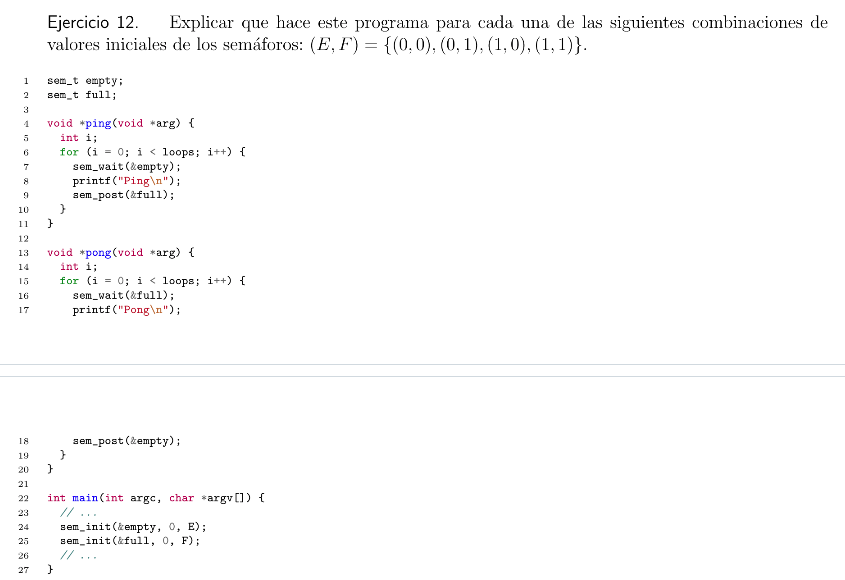 Ejercicio 12. Explicar que hace este programa para cada una de las siguientes combinaciones de
valores iniciales de los semáforos: (E, F) = {(0, 0), (0, 1), (1, 0), (1, 1)}.
1 sem_t empty;
2 sem_t full;
3
4 void *ping(void *arg) {
5   int i;
6   for (i = 0; i < loops; i++) {
7     sem_wait(&empty);
8     printf("Ping\n");
9     sem_post(&full);
10   }
11 }
12
13 void *pong(void *arg) {
14   int i;
15   for (i = 0; i < loops; i++) {
16     sem_wait(&full);
17     printf("Pong\n");
18     sem_post(&empty);
19   }
20 }
21
22 int main(int argc, char *argv[]) {
23   // ...
24   sem_init(&empty, 0, E);
25   sem_init(&full, 0, F);
26   // ...
27 }